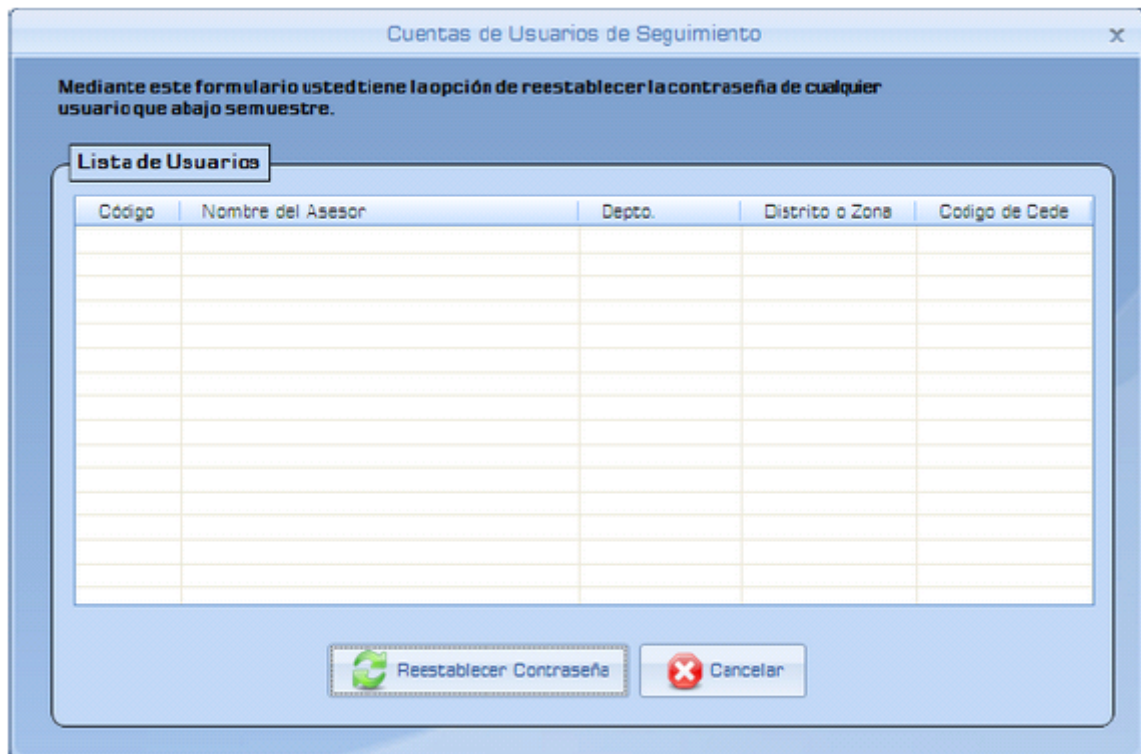 Cuentas de Usuarios de Seguimiento
Mediante este formulario usted tiene la opción de reestablecer la contraseña de cualquier
usuario que abajo se muestre.
Lista de Usuarios
Código Nombre del Asesor Depto. Distrito o Zona Codigo de Cede
Reestablecer Contraseña Cancelar